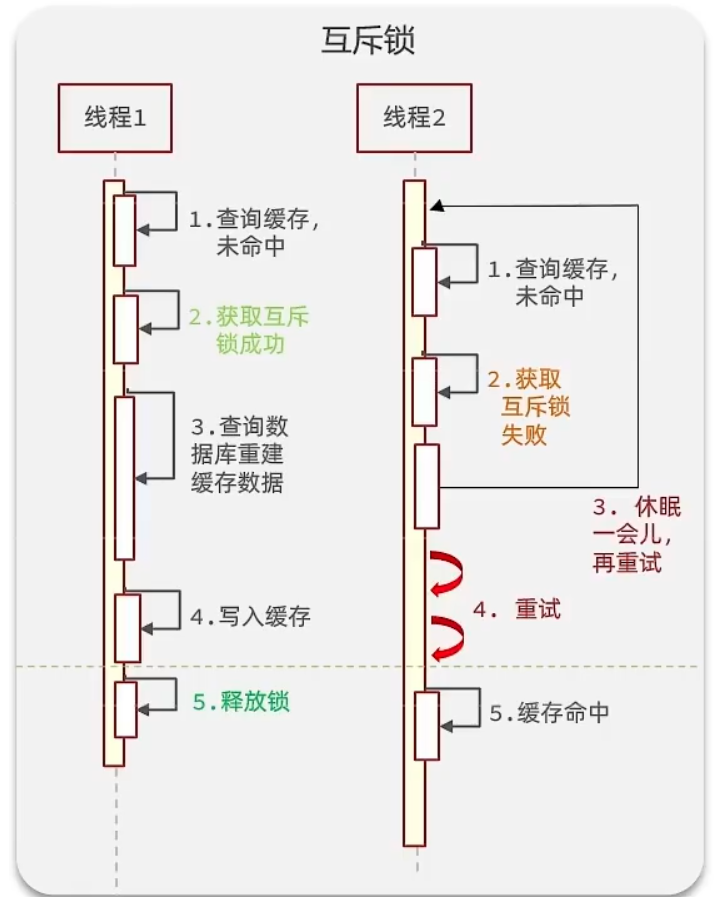 互斥锁
线程1
线程2
1.查询缓存，
未命中
2.获取互斥
锁成功
3.查询数
据库重建
缓存数据
4.写入缓存
5.释放锁
1.查询缓存，
未命中
2.获取
互斥锁
失败
3. 休眠
一会儿，
再重试
4. 重试
5.缓存命中